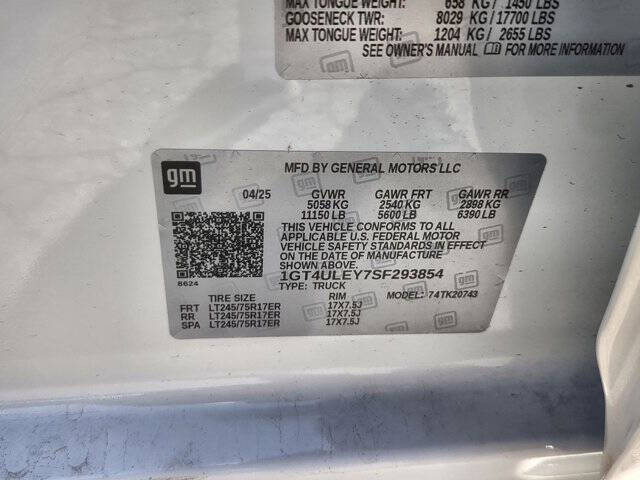 MAX TONGUE WEIGHT: 658 KG / 1450 LBS
GOOSENECK TWR: 8029 KG / 17700 LBS
MAX TONGUE WEIGHT: 1204 KG / 2655 LBS
SEE OWNER'S MANUAL FOR MORE INFORMATION
gm
MFD BY GENERAL MOTORS LLC
04/25 GVWR GAWR FRT GAWR RR
5058 KG 2540 KG 2898 KG
11150 LB 5600 LB 6390 LB
THIS VEHICLE CONFORMS TO ALL
APPLICABLE U.S. FEDERAL MOTOR
VEHICLE SAFETY STANDARDS IN EFFECT
ON THE DATE OF MANUFACTURE
SHOWN ABOVE.
1GT4ULEY7SF293854
8624
TYPE: TRUCK MODEL: 74TK20743
TIRE SIZE RIM
FRT LT245/75R17ER 17X7.5J
RR LT245/75R17ER 17X7.5J
SPA LT245/75R17ER 17X7.5J